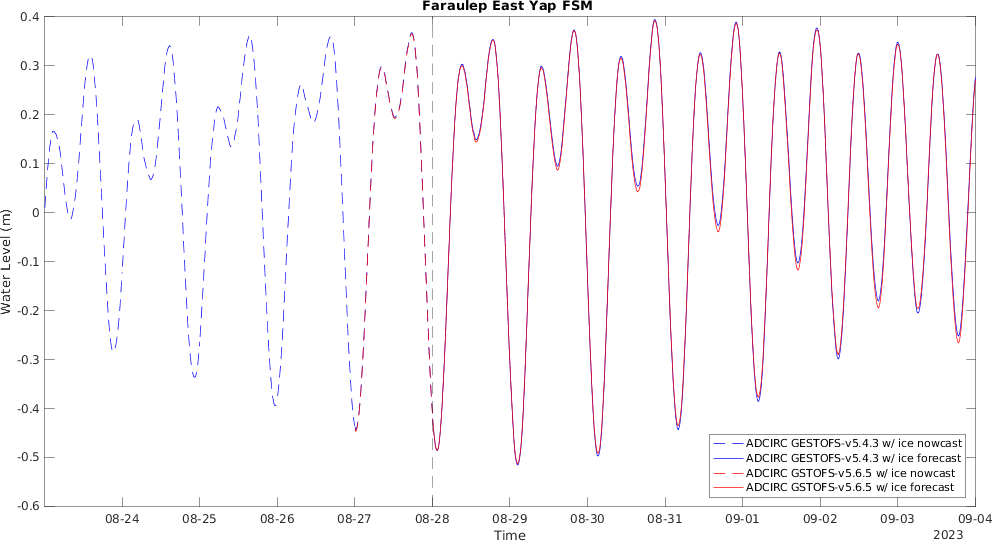 Faraulep East Yap FSM
0.4
0.3
0.2
0.1
0
-0.1
-0.2
-0.3
-0.4
-0.5
-0.6
Water Level (m)
08-24 08-25 08-26 08-27 08-28 08-29 08-30 08-31 09-01 09-02 09-03 09-04
Time
2023
ADCIRC GESTOFS-v5.4.3 w/ ice nowcast
ADCIRC GESTOFS-v5.4.3 w/ ice forecast
ADCIRC GSTOFS-v5.6.5 w/ ice nowcast
ADCIRC GSTOFS-v5.6.5 w/ ice forecast